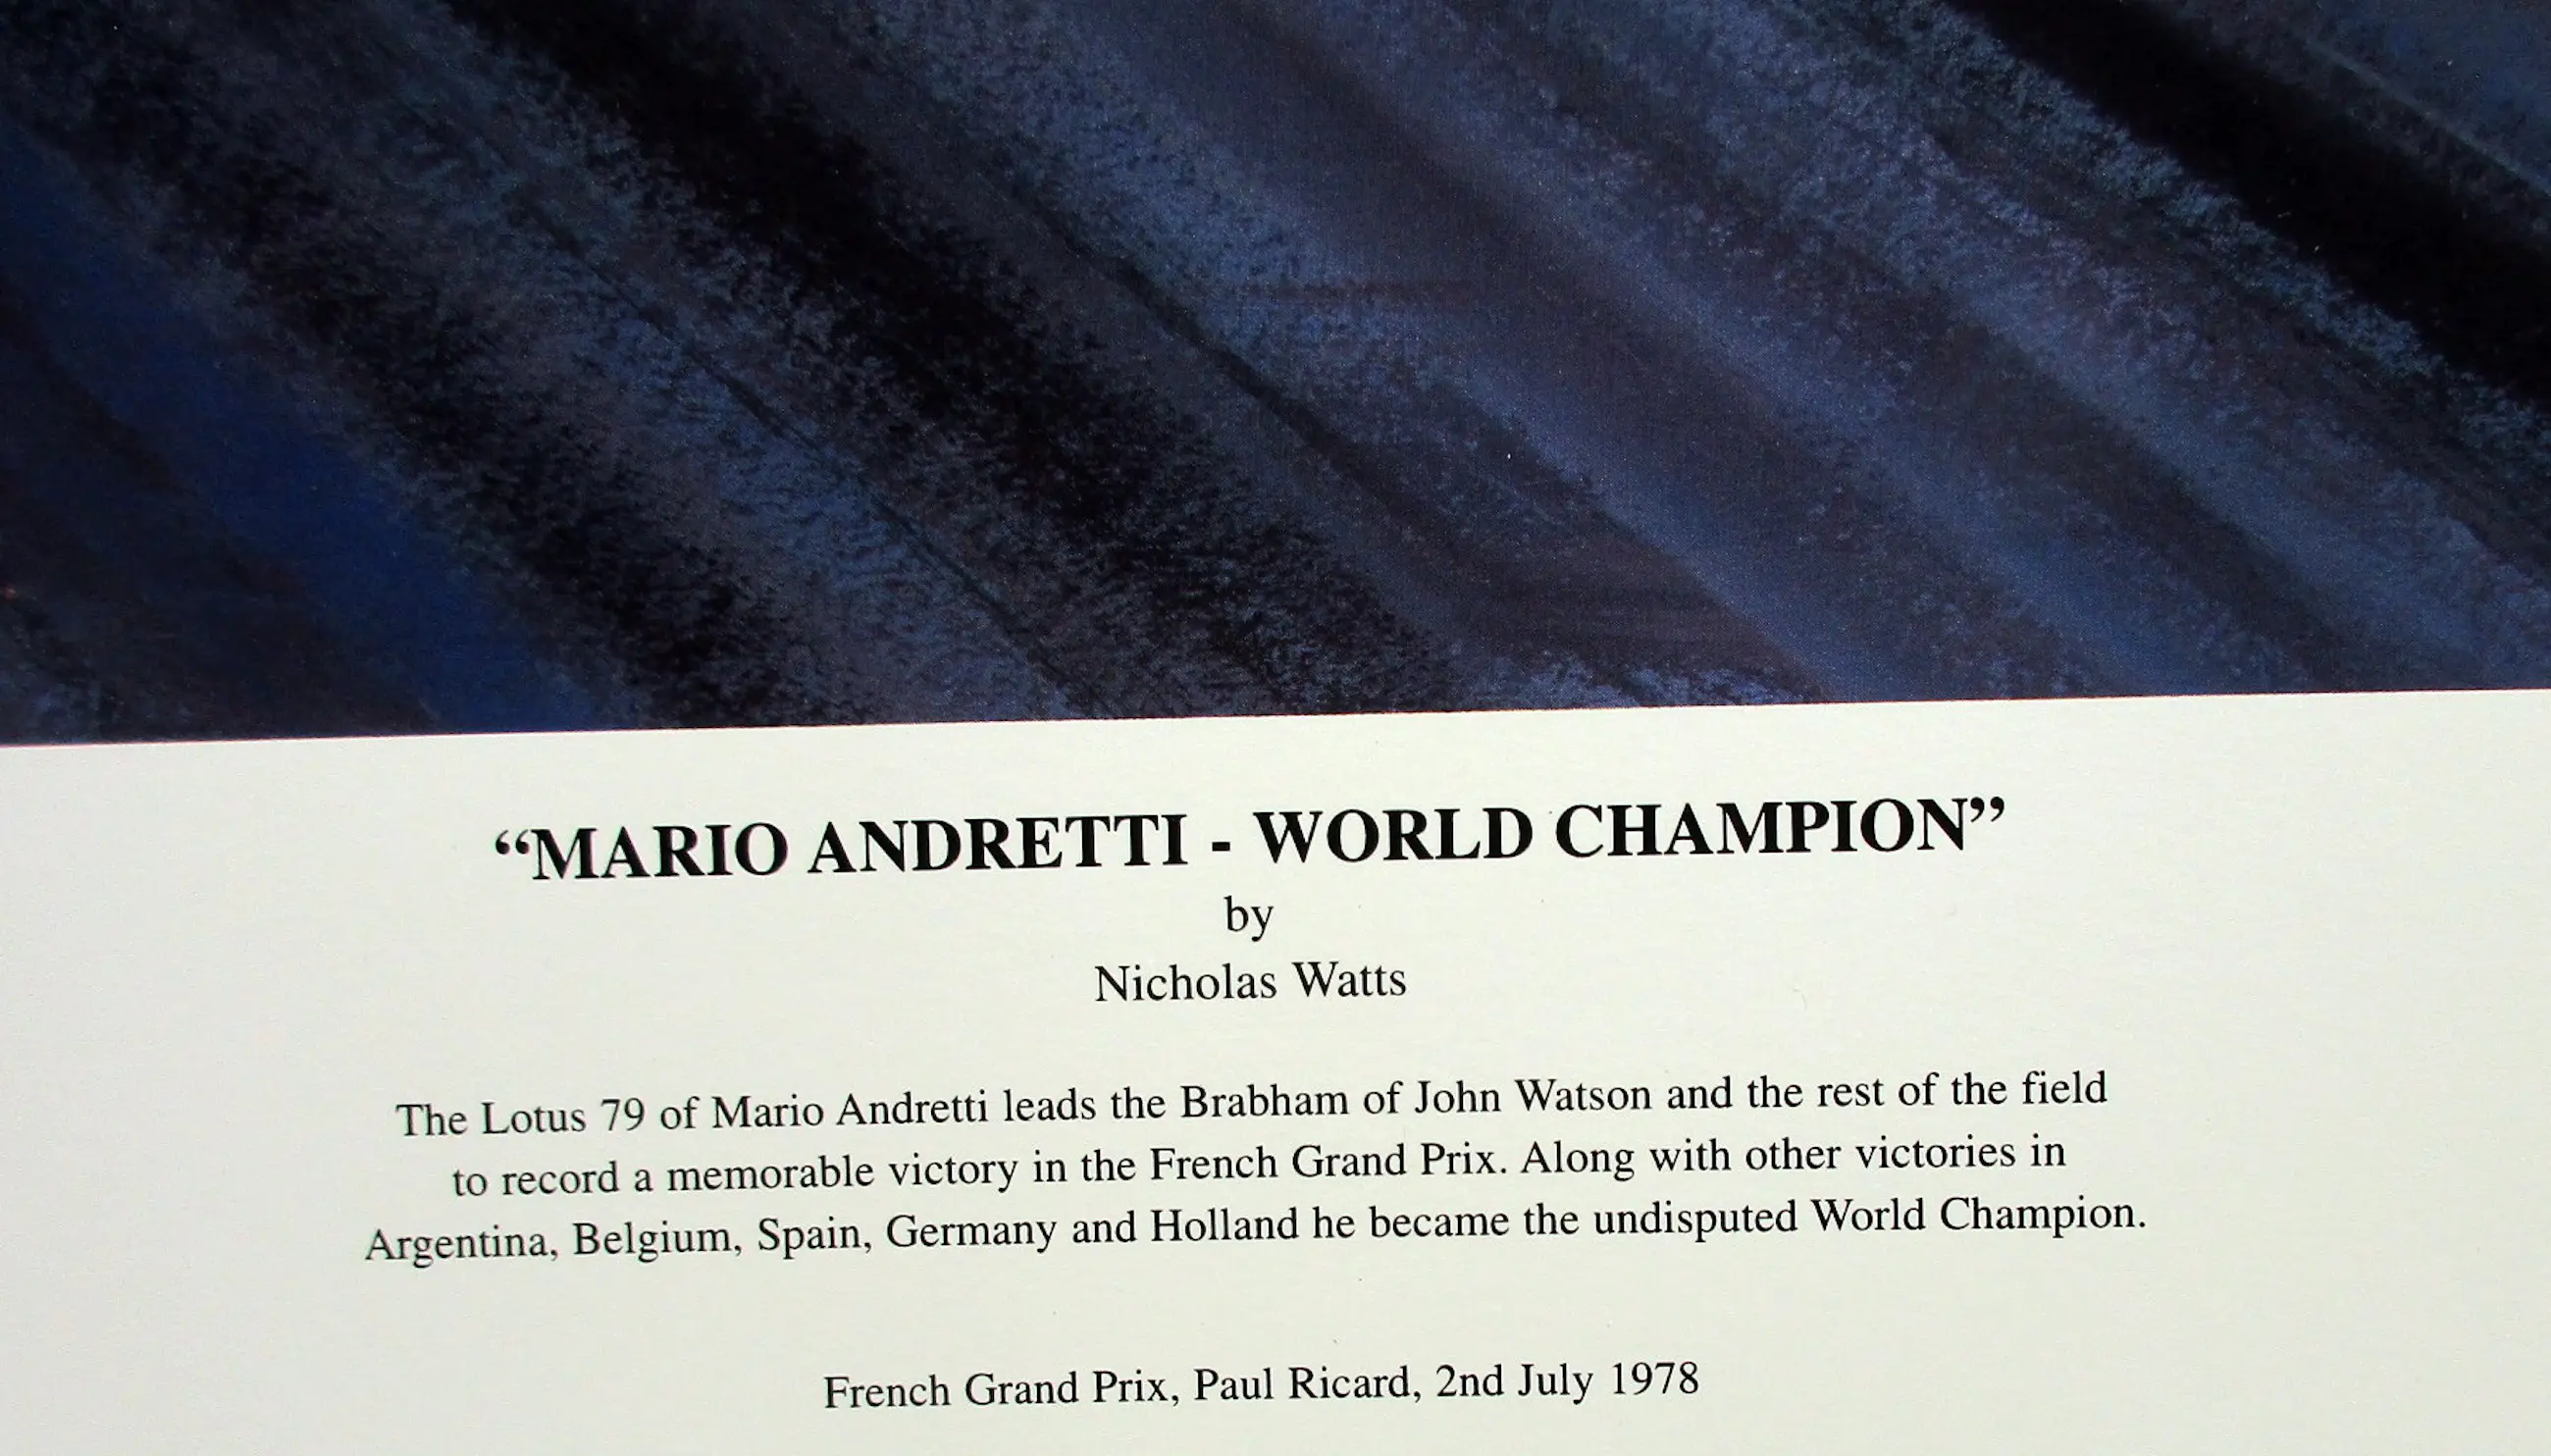 “MARIO ANDRETTI - WORLD CHAMPION”
by
Nicholas Watts
The Lotus 79 of Mario Andretti leads the Brabham of John Watson and the rest of the field
to record a memorable victory in the French Grand Prix. Along with other victories in
Argentina, Belgium, Spain, Germany and Holland he became the undisputed World Champion.
French Grand Prix, Paul Ricard, 2nd July 1978